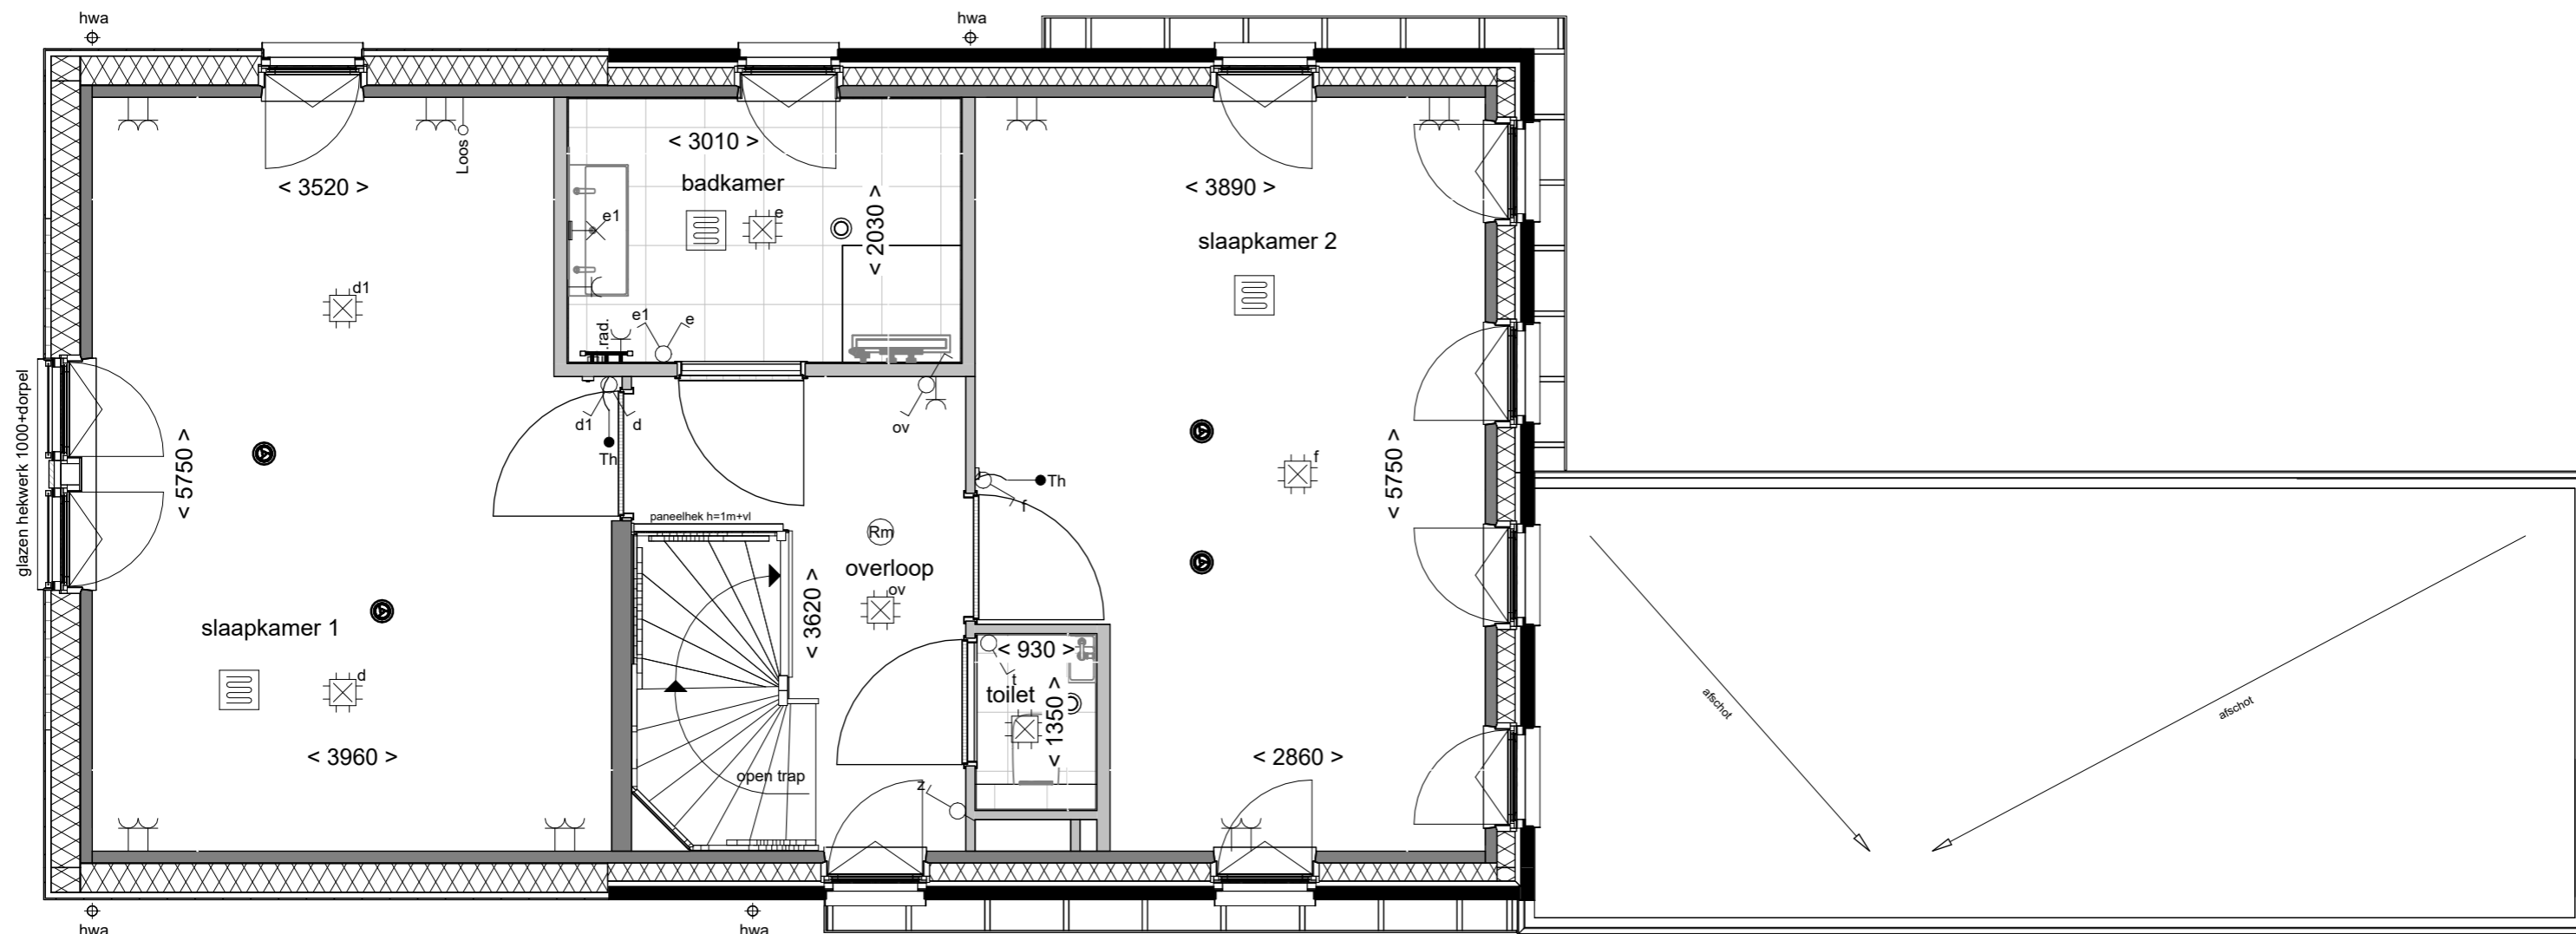 hwa
hwa
Loos
< 3520 >
< 3010 >
badkamer
< 2030 >
e1
e
< 3890 >
slaapkamer 2
d1
rad.
e1
e
glazen hekwerk 1000+dorpel
< 5750 >
d1
d
Th
ov
Th
f
f
< 5750 >
paneelhek h=1m+vl
Rm
overloop
ov
< 3620 >
slaapkamer 1
d
< 930 >
t
toilet
< 1350 >
< 3960 >
open trap
z
< 2860 >
afschot
afschot
hwa
hwa